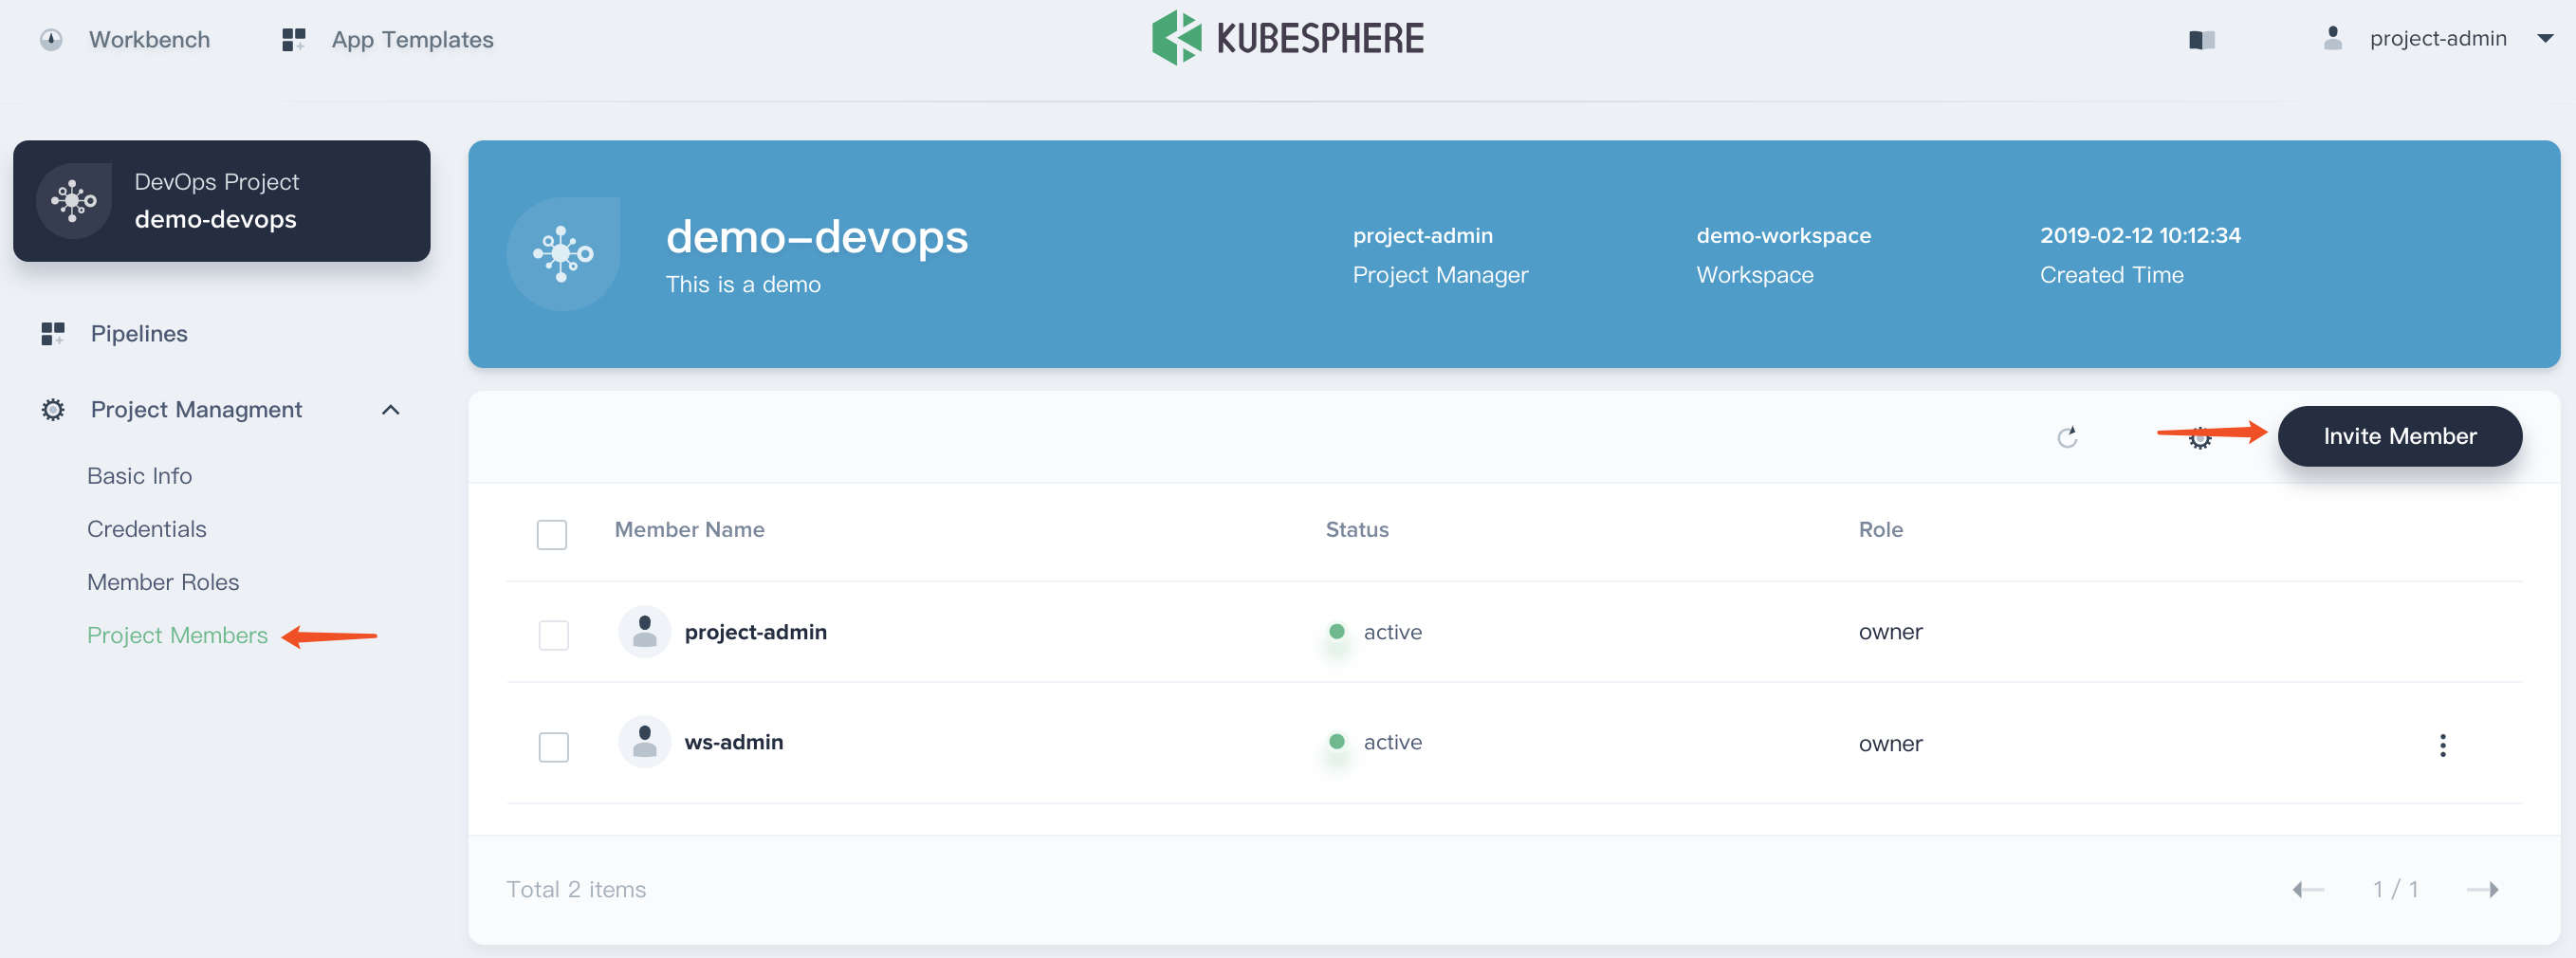 Workbench
App Templates
KUBESPHERE
project-admin
DevOps Project
demo-devops
demo-devops
This is a demo
project-admin
Project Manager
demo-workspace
Workspace
2019-02-12 10:12:34
Created Time
Pipelines
Project Managment
Basic Info
Credentials
Member Roles
Project Members
Invite Member
Member Name Status Role
project-admin active owner
ws-admin active owner
Total 2 items
1 / 1